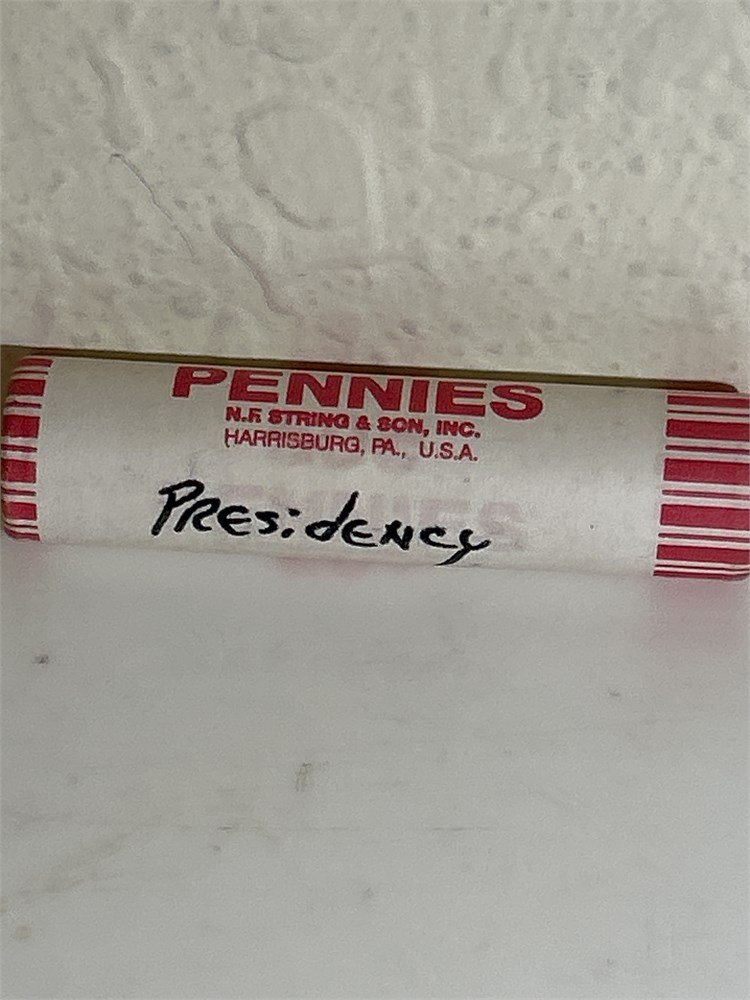 PENNIES
N.F. STRING & SON, INC.
HARRISBURG, PA., U.S.A.
PRESiDENCY